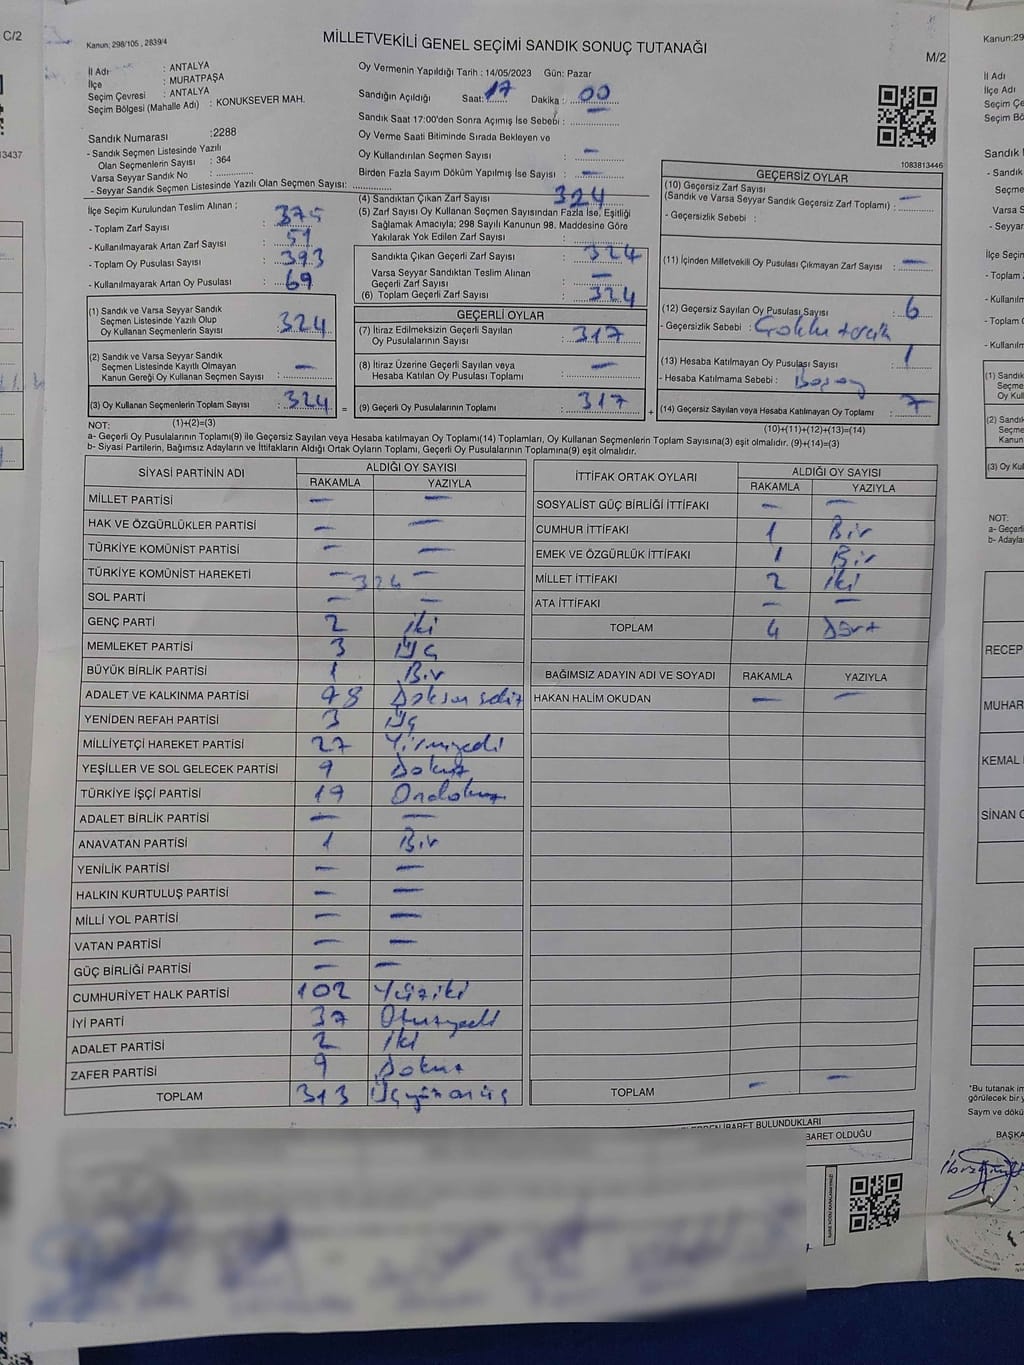 C/2
Kanun: 298/105 , 2839/4
MİLLETVEKİLİ GENEL SEÇİMİ SANDIK SONUÇ TUTANAĞI
M/2
İl Adı : ANTALYA
İlçe : MURATPAŞA
Seçim Çevresi : ANTALYA
Seçim Bölgesi (Mahalle Adı) : KONUKSEVER MAH.
Sandık Numarası :2288
- Sandık Seçmen Listesinde Yazılı
Olan Seçmenlerin Sayısı : 364
Varsa Seyyar Sandık No :
- Seyyar Sandık Seçmen Listesinde Yazılı Olan Seçmen Sayısı:
Oy Vermenin Yapıldığı Tarih : 14/05/2023 Gün: Pazar
Sandığın Açıldığı Saat: 17 Dakika : 00
Sandık Saat 17:00'den Sonra Açımış İse Sebebi :
Oy Verme Saati Bitiminde Sırada Bekleyen ve
Oy Kullandırılan Seçmen Sayısı : —
Birden Fazla Sayım Döküm Yapılmış İse Sayısı : —
1083813446
İlçe Seçim Kurulundan Teslim Alınan ;
- Toplam Zarf Sayısı : 375
- Kullanılmayarak Artan Zarf Sayısı : 51
- Toplam Oy Pusulası Sayısı : 393
- Kullanılmayarak Artan Oy Pusulası : 69
(1) Sandık ve Varsa Seyyar Sandık
Seçmen Listesinde Yazılı Olup
Oy Kullanan Seçmenlerin Sayısı : 324
(2) Sandık ve Varsa Seyyar Sandık
Seçmen Listesinde Kayıtlı Olmayan
Kanun Gereği Oy Kullanan Seçmen Sayısı : —
(3) Oy Kullanan Seçmenlerin Toplam Sayısı : 324
(4) Sandıktan Çıkan Zarf Sayısı : 324
(5) Zarf Sayısı Oy Kullanan Seçmen Sayısından Fazla İse, Eşitliği
Sağlamak Amacıyla; 298 Sayılı Kanunun 98. Maddesine Göre
Yakılarak Yok Edilen Zarf Sayısı :
Sandıkta Çıkan Geçerli Zarf Sayısı : 324
Varsa Seyyar Sandıktan Teslim Alınan
Geçerli Zarf Sayısı : —
(6) Toplam Geçerli Zarf Sayısı : 324
GEÇERLİ OYLAR
(7) İtiraz Edilmeksizin Geçerli Sayılan
Oy Pusulalarının Sayısı : 317
(8) İtiraz Üzerine Geçerli Sayılan veya
Hesaba Katılan Oy Pusulası Toplamı : —
= (9) Geçerli Oy Pusulalarının Toplamı : 317 +
GEÇERSİZ OYLAR
(10) Geçersiz Zarf Sayısı
(Sandık ve Varsa Seyyar Sandık Geçersiz Zarf Toplamı) : —
- Geçersizlik Sebebi :
(11) İçinden Milletvekili Oy Pusulası Çıkmayan Zarf Sayısı : —
(12) Geçersiz Sayılan Oy Pusulası Sayısı : 6
- Geçersizlik Sebebi : Çoklu tercih
(13) Hesaba Katılmayan Oy Pusulası Sayısı : 1
- Hesaba Katılmama Sebebi :
(14) Geçersiz Sayılan veya Hesaba Katılmayan Oy Toplamı : 7
NOT: (1)+(2)=(3)
(10)+(11)+(12)+(13)=(14)
a- Geçerli Oy Pusulalarının Toplamı(9) ile Geçersiz Sayılan veya Hesaba katılmayan Oy Toplamı(14) Toplamları, Oy Kullanan Seçmenlerin Toplam Sayısına(3) eşit olmalıdır. (9)+(14)=(3)
b- Siyasi Partilerin, Bağımsız Adayların ve İttifakların Aldığı Ortak Oyların Toplamı, Geçerli Oy Pusulalarının Toplamına(9) eşit olmalıdır.
SİYASİ PARTİNİN ADI ALDIĞI OY SAYISI
RAKAMLA YAZIYLA
MİLLET PARTİSİ — —
HAK VE ÖZGÜRLÜKLER PARTİSİ — —
TÜRKİYE KOMÜNİST PARTİSİ — —
TÜRKİYE KOMÜNİST HAREKETİ — —
324
SOL PARTİ — —
GENÇ PARTİ 2 iki
MEMLEKET PARTİSİ 3 Üç
BÜYÜK BİRLİK PARTİSİ 1 Bir
ADALET VE KALKINMA PARTİSİ 98 Doksan sekiz
YENİDEN REFAH PARTİSİ 3 Üç
MİLLİYETÇİ HAREKET PARTİSİ 27 Yirmiyedi
YEŞİLLER VE SOL GELECEK PARTİSİ 9 Dokuz
TÜRKİYE İŞÇİ PARTİSİ 19 Ondokuz
ADALET BİRLİK PARTİSİ — —
ANAVATAN PARTİSİ 1 Bir
YENİLİK PARTİSİ — —
HALKIN KURTULUŞ PARTİSİ — —
MİLLİ YOL PARTİSİ — —
VATAN PARTİSİ — —
GÜÇ BİRLİĞİ PARTİSİ — —
CUMHURİYET HALK PARTİSİ 102 Yüziki
İYİ PARTİ 37 Otuzyedi
ADALET PARTİSİ 2 iki
ZAFER PARTİSİ 9 Dokuz
TOPLAM 313 Üçyüzonüç
İTTİFAK ORTAK OYLARI ALDIĞI OY SAYISI
RAKAMLA YAZIYLA
SOSYALİST GÜÇ BİRLİĞİ İTTİFAKI — —
CUMHUR İTTİFAKI 1 Bir
EMEK VE ÖZGÜRLÜK İTTİFAKI 1 Bir
MİLLET İTTİFAKI 2 iki
ATA İTTİFAKI — —
TOPLAM 4 Dört
BAĞIMSIZ ADAYIN ADI VE SOYADI RAKAMLA YAZIYLA
HAKAN HALİM OKUDAN — —
TOPLAM — —
İBARET BULUNDUKLARI
İBARET OLDUĞU
Kanun:29
İl Adı
İlçe Adı
Seçim Ç
Seçim B
Sandık N
- Sandık
Varsa S
- Seyya
İlçe Seçi
- Toplam
- Kullanılm
- Toplam O
- Kullanılm
(1) Sandık
Seçme
Oy Kul
(2) Sandık
Seçme
Kanun
(3) Oy Kul
NOT:
a- Geçerli
b- Adayla
RECEP
MUHAR
KEMAL
SİNAN O
"Bu tutanak im
görülecek bir y
Sayım ve dökü
BAŞKA